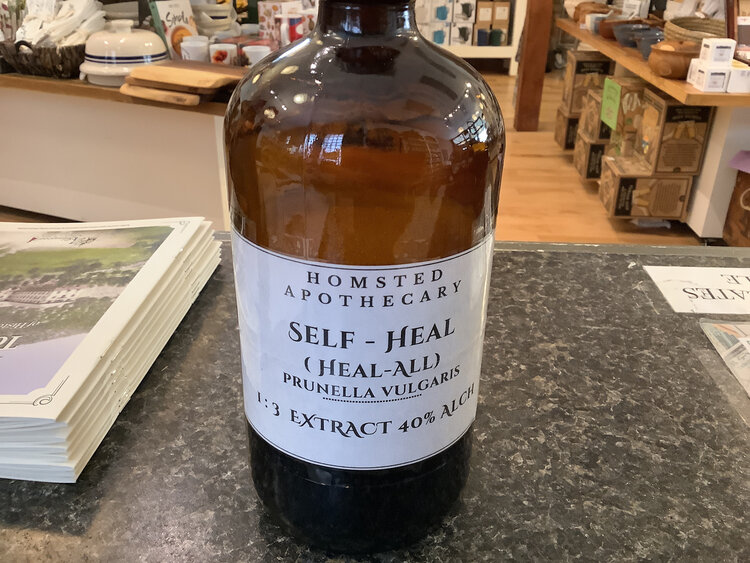 HOMSTED
APOTHECARY
SELF - HEAL
(HEAL-ALL)
PRUNELLA VULGARIS
1:3 EXTRACT 40% ALCH